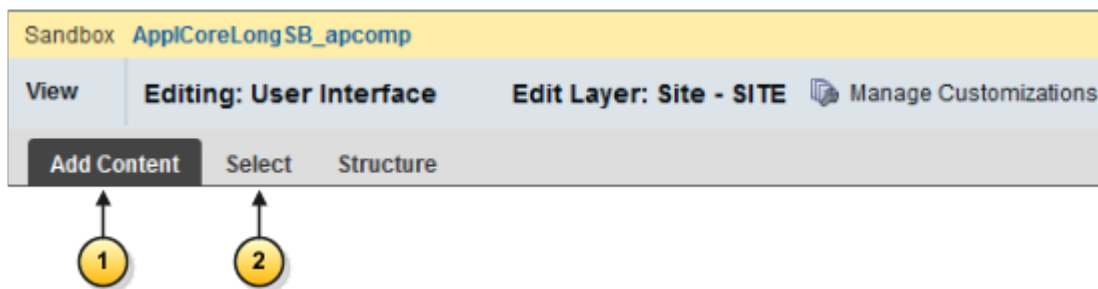 Sandbox ApplCoreLongSB_apcomp
View Editing: User Interface Edit Layer: Site - SITE Manage Customizations
Add Content Select Structure
1 2